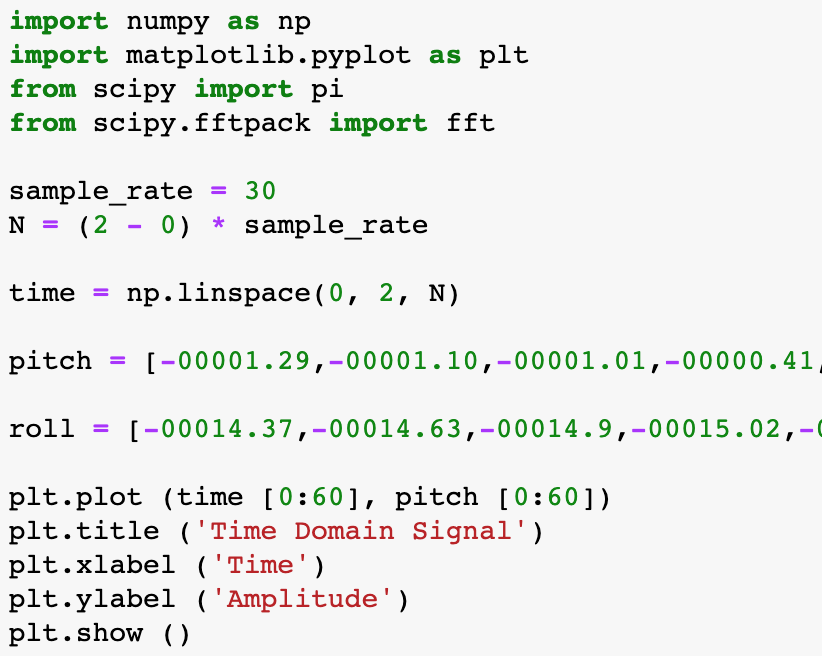 import numpy as np
import matplotlib.pyplot as plt
from scipy import pi
from scipy.fftpack import fft
sample_rate = 30
N = (2 - 0) * sample_rate
time = np.linspace(0, 2, N)
pitch = [-00001.29,-00001.10,-00001.01,-00000.41,
roll = [-00014.37,-00014.63,-00014.9,-00015.02,-0
plt.plot (time [0:60], pitch [0:60])
plt.title ('Time Domain Signal')
plt.xlabel ('Time')
plt.ylabel ('Amplitude')
plt.show ()